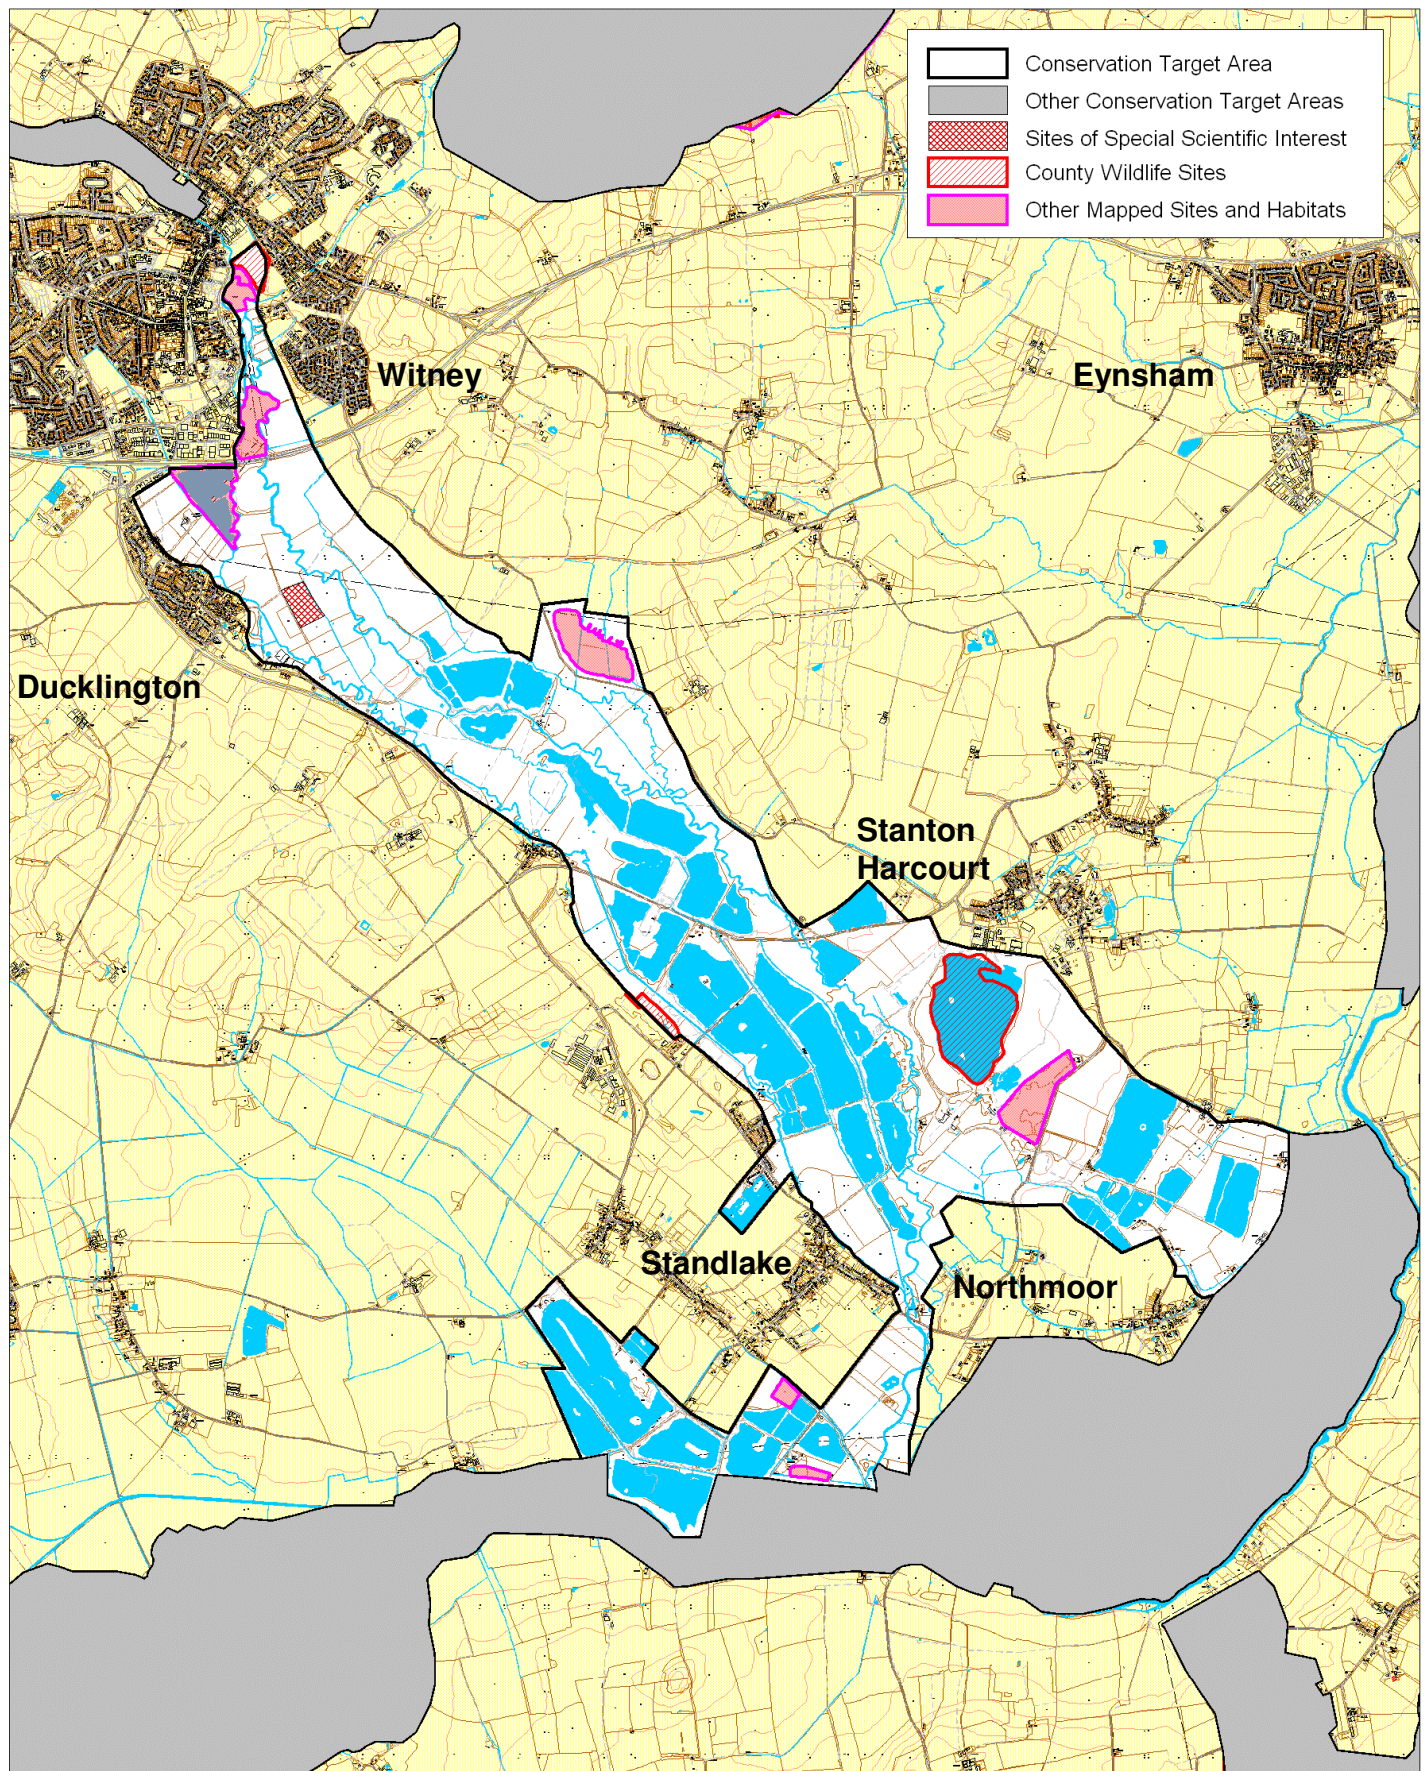 Conservation Target Area
Other Conservation Target Areas
Sites of Special Scientific Interest
County Wildlife Sites
Other Mapped Sites and Habitats
Witney
Eynsham
Ducklington
Stanton
Harcourt
Standlake
Northmoor